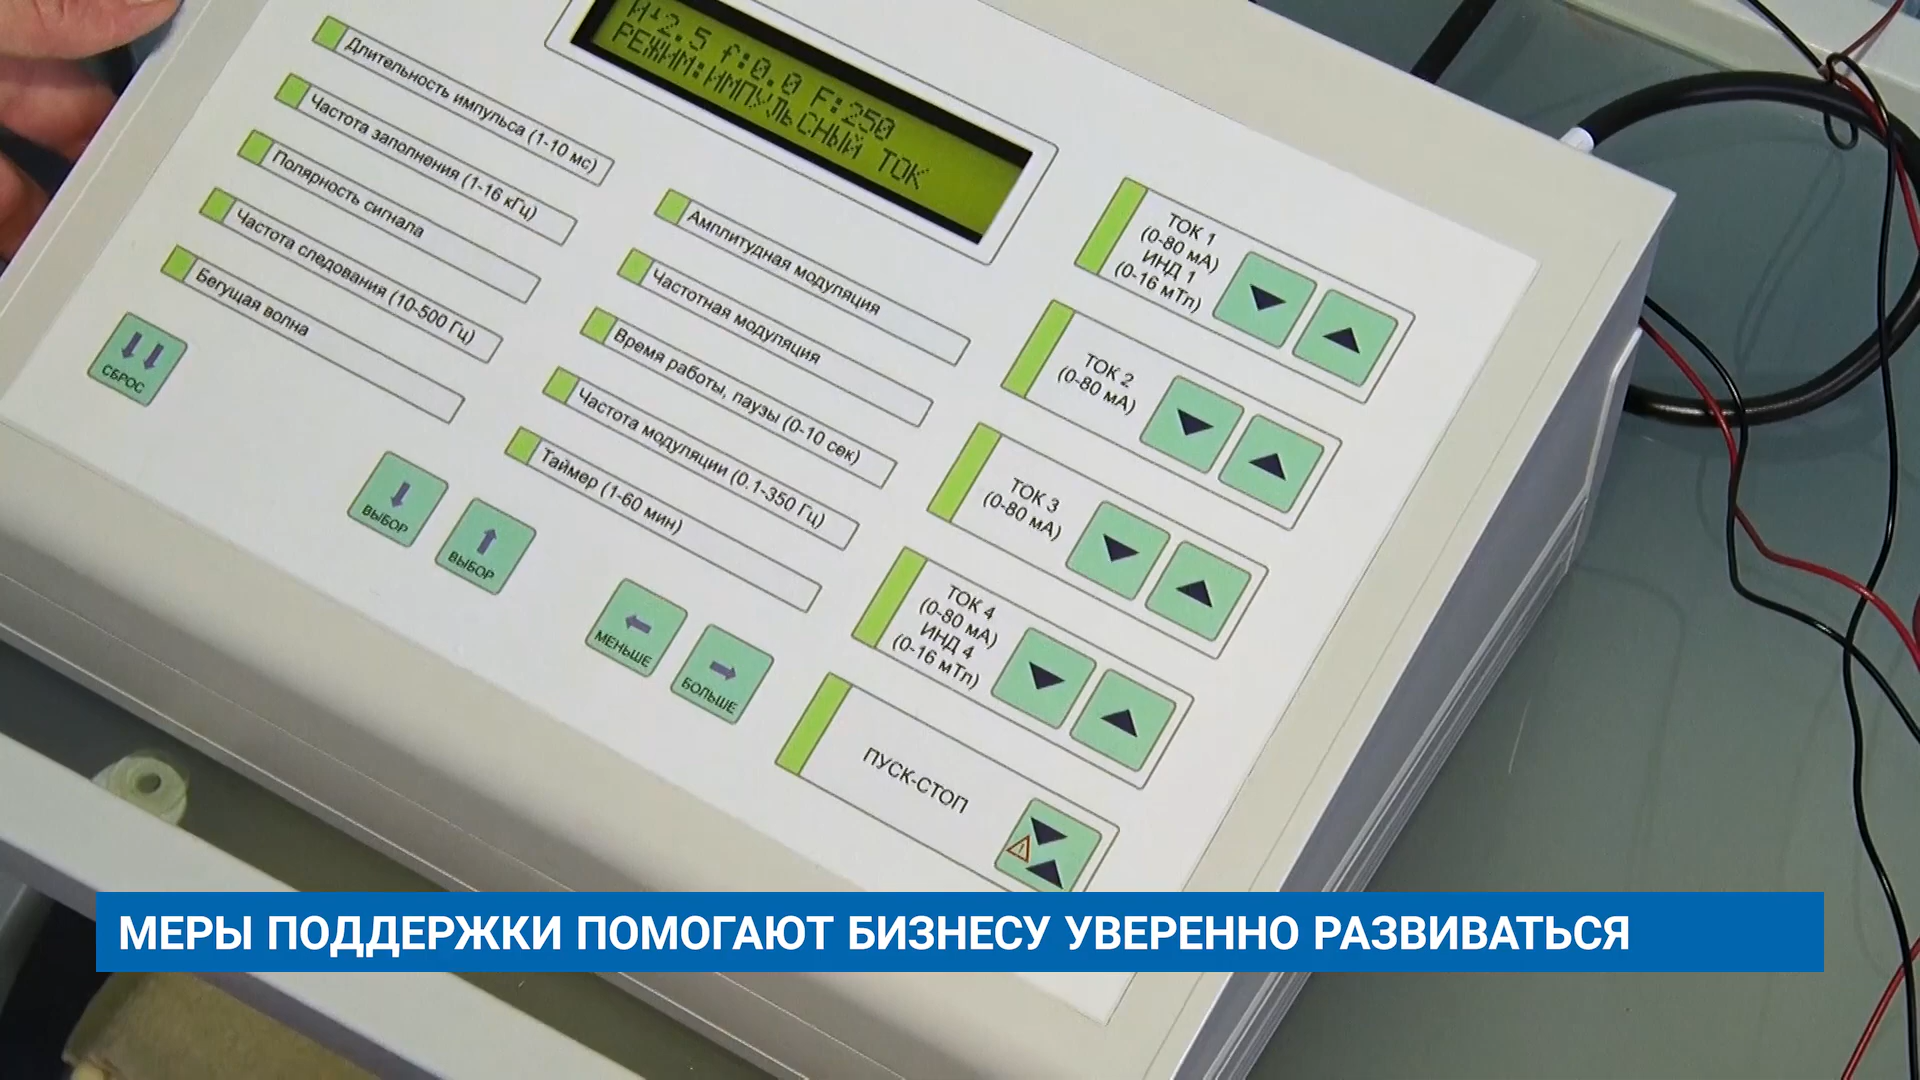 И+2.5 f:0.0 F:250
РЕЖИМ:ИМПУЛЬСНЫЙ ТОК
Длительность импульса (1-10 мс)
Частота заполнения (1-16 кГц)
Полярность сигнала
Частота следования (10-500 Гц)
Бегущая волна
СБРОС
ВЫБОР
ВЫБОР
Амплитудная модуляция
Частотная модуляция
Время работы, паузы (0-10 сек)
Частота модуляции (0.1-350 Гц)
Таймер (1-60 мин)
МЕНЬШЕ
БОЛЬШЕ
ТОК 1
(0-80 мА)
ИНД 1
(0-16 мТл)
ТОК 2
(0-80 мА)
ТОК 3
(0-80 мА)
ТОК 4
(0-80 мА)
ИНД 4
(0-16 мТл)
ПУСК-СТОП
МЕРЫ ПОДДЕРЖКИ ПОМОГАЮТ БИЗНЕСУ УВЕРЕННО РАЗВИВАТЬСЯ